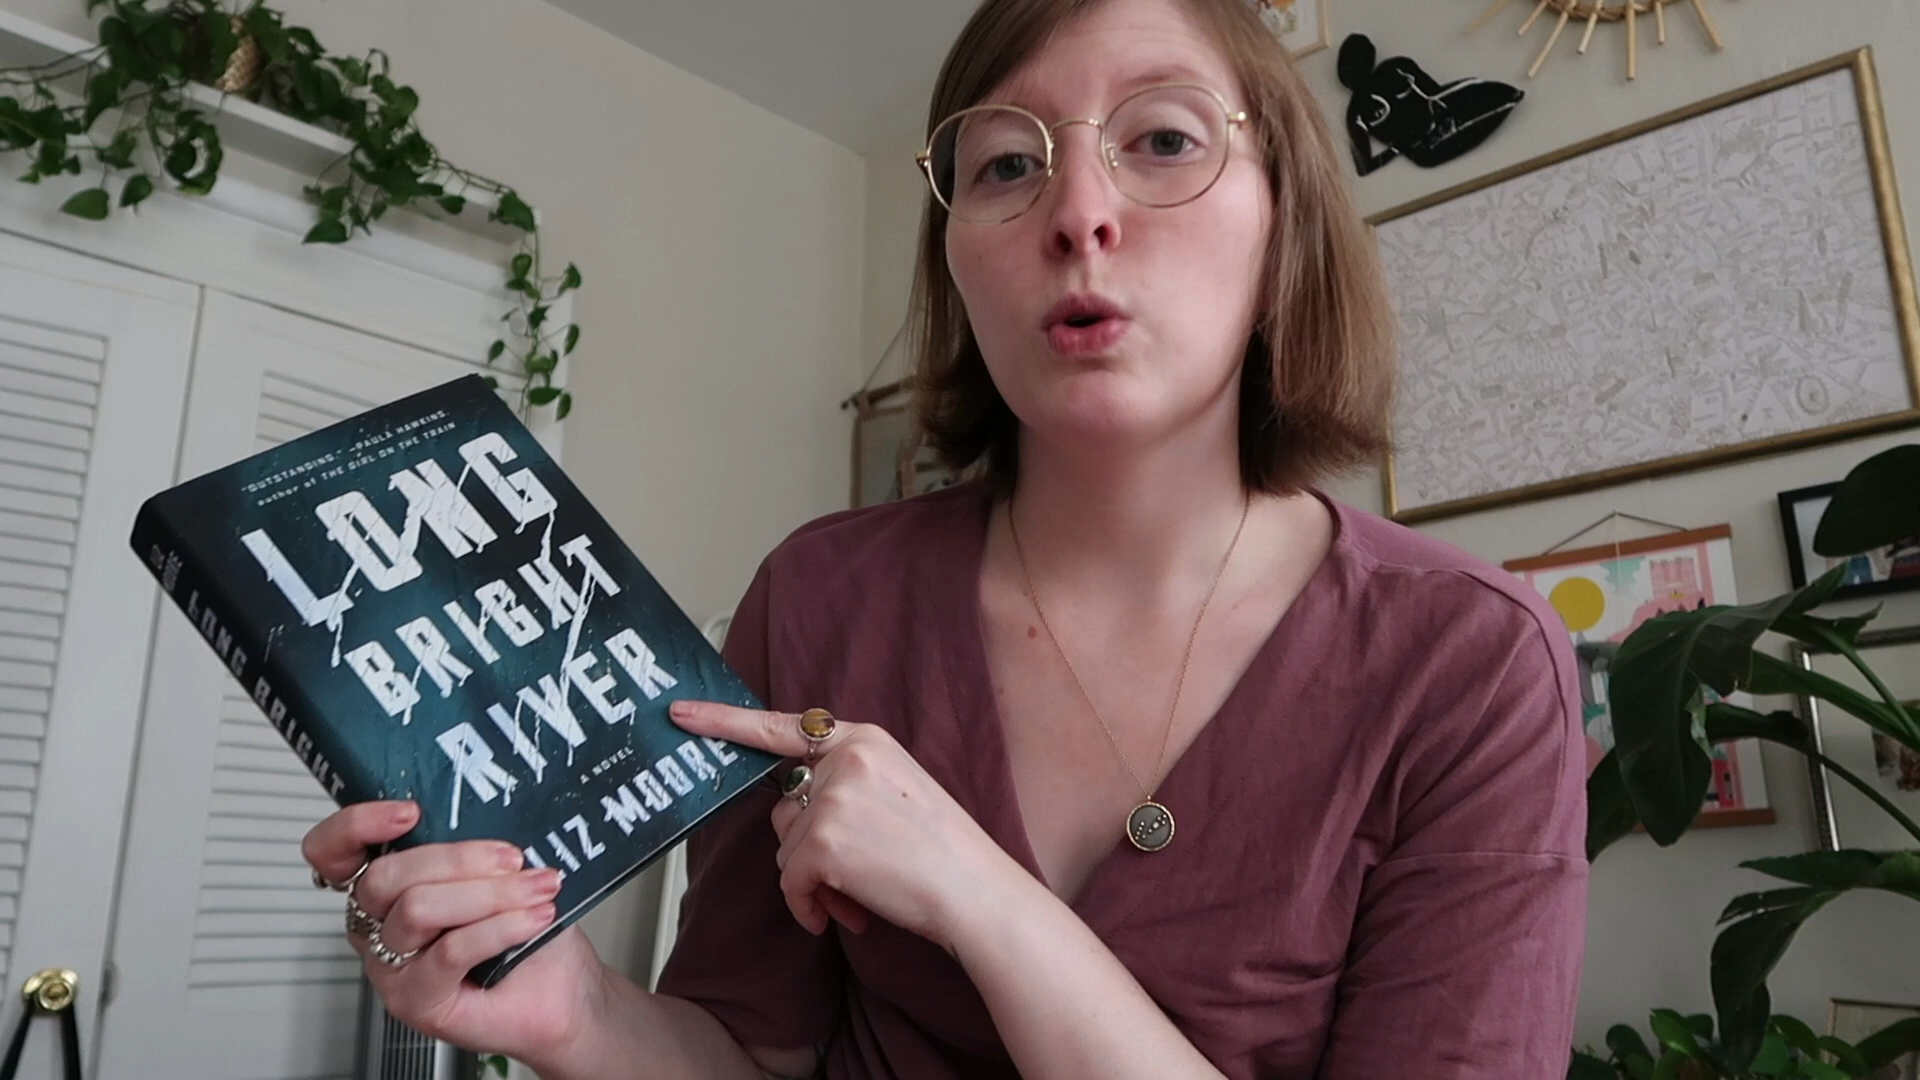 "OUTSTANDING." —PAULA HAWKINS,
author of THE GIRL ON THE TRAIN
LONG
BRIGHT
RIVER
A NOVEL
LIZ MOORE
LONG BRIGHT